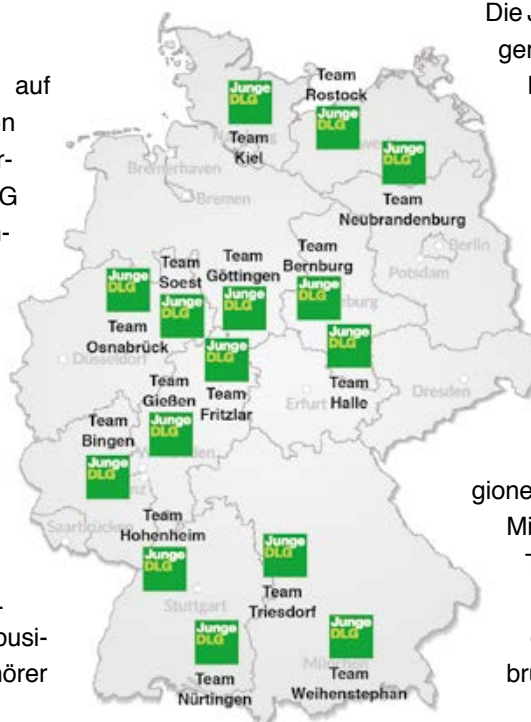 Die J
ger
auf
n
r-
G
n-
Team
Rostock
Junge
DLG
Junge
DLG
Team
Kiel
Junge
DLG
Bremerhaven
Bremen
Team
Neubrandenburg
Berlin
Potsdam
Team
Soest
Team
Göttingen
Team
Bernburg
Junge
DLG
Junge
DLG
Junge
DLG
Junge
DLG
Team
Osnabrück
Junge
DLG
Junge
DLG
Düsseldorf
Team
Gießen
Team
Fritzlar
Erfurt
Team
Halle
Dresden
Team
Bingen
Junge
DLG
Junge
DLG
Saarbrücken
Team
Hohenheim
Junge
DLG
Junge
DLG
Stuttgart
Team
Triesdorf
Junge
DLG
Junge
DLG
München
Team
Nürtingen
Team
Weihenstephan
gione
Mi
busi-
hörer
bru